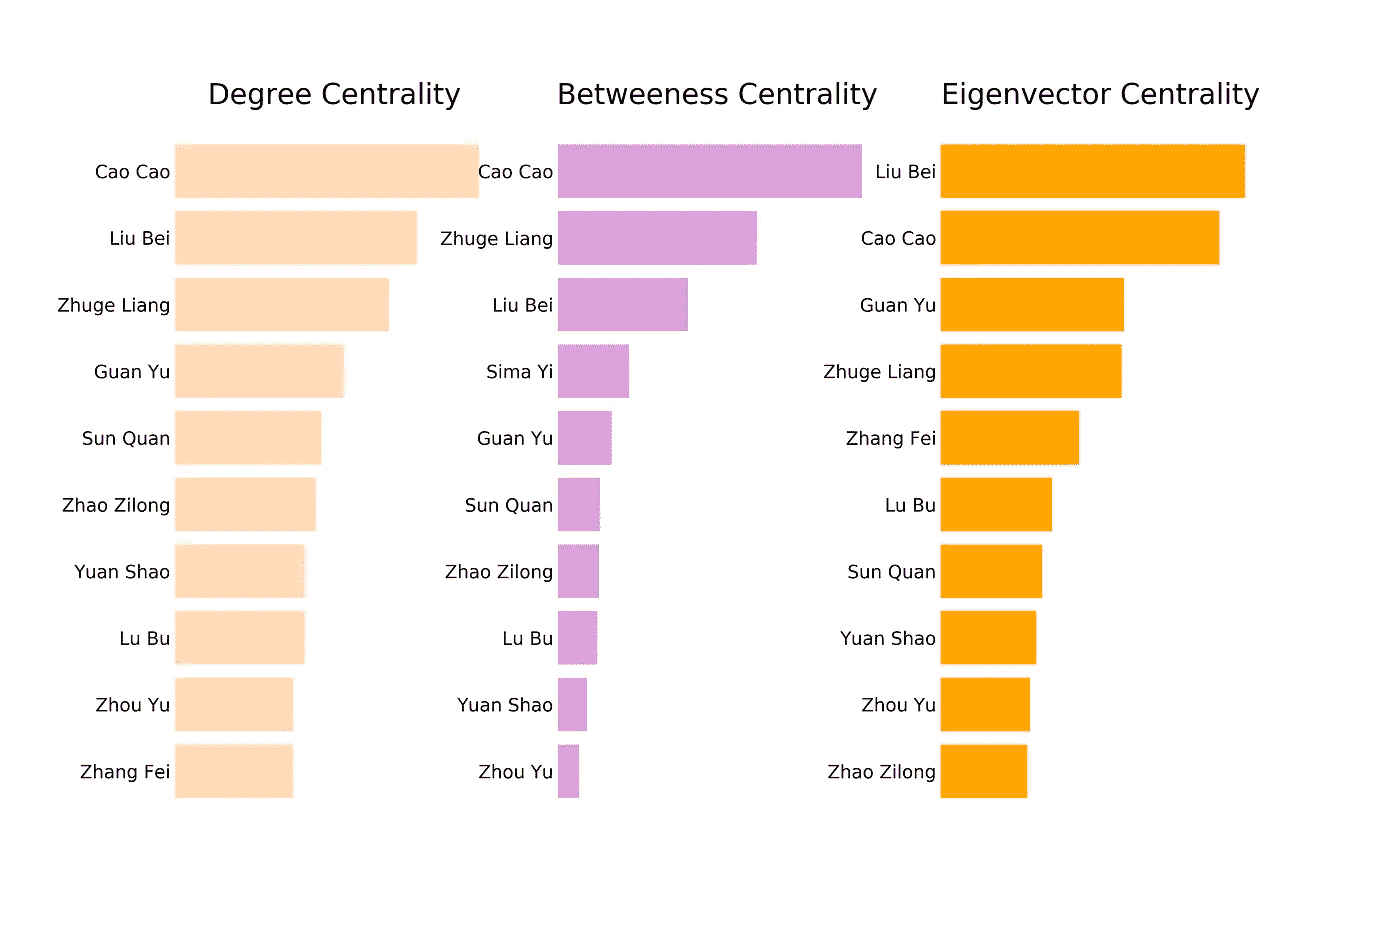 Degree Centrality
Cao Cao
Liu Bei
Zhuge Liang
Guan Yu
Sun Quan
Zhao Zilong
Yuan Shao
Lu Bu
Zhou Yu
Zhang Fei
Betweeness Centrality
Cao Cao
Zhuge Liang
Liu Bei
Sima Yi
Guan Yu
Sun Quan
Zhao Zilong
Lu Bu
Yuan Shao
Zhou Yu
Eigenvector Centrality
Liu Bei
Cao Cao
Guan Yu
Zhuge Liang
Zhang Fei
Lu Bu
Sun Quan
Yuan Shao
Zhou Yu
Zhao Zilong